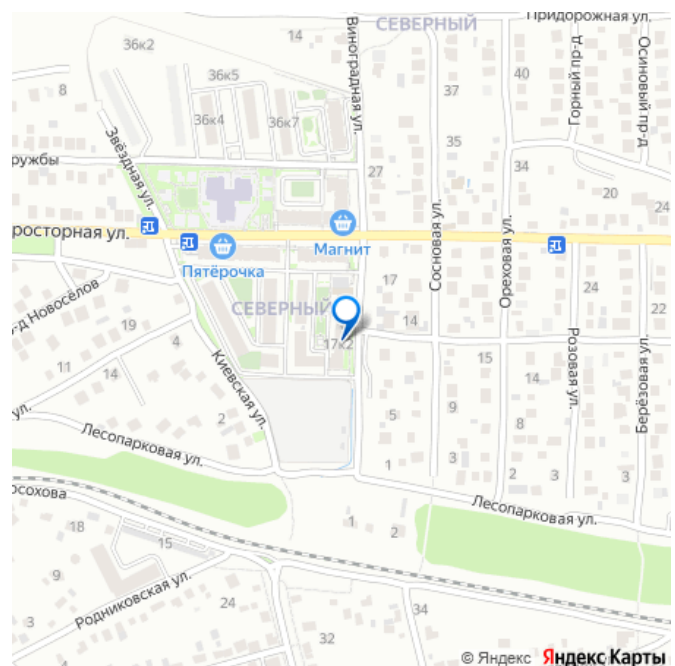 Придорожная ул.
СЕВЕРНЫЙ
36к2
14
Виноградная ул.
Горный пр-д
Осиновый пр-д
36к5
40
8
37
36к4
36к7
35
Звёздная ул.
ружбы
27
34
20
24
росторная ул.
Магнит
Пятёрочка
Сосновая ул.
Ореховая ул.
17
-д Новосёлов
СЕВЕРНЫЙ
22
14
19
4
17к2
11
14
15
14
Розовая ул.
Берёзовая ул.
Киевская ул.
ул.
2
5
9
8
Лесопарковая ул.
1
3
2
3
3
осохова
Лесопарковая ул.
1
2
18
15
9
Родниковская ул.
24
34
3
32
© Яндекс Яндекс Карты